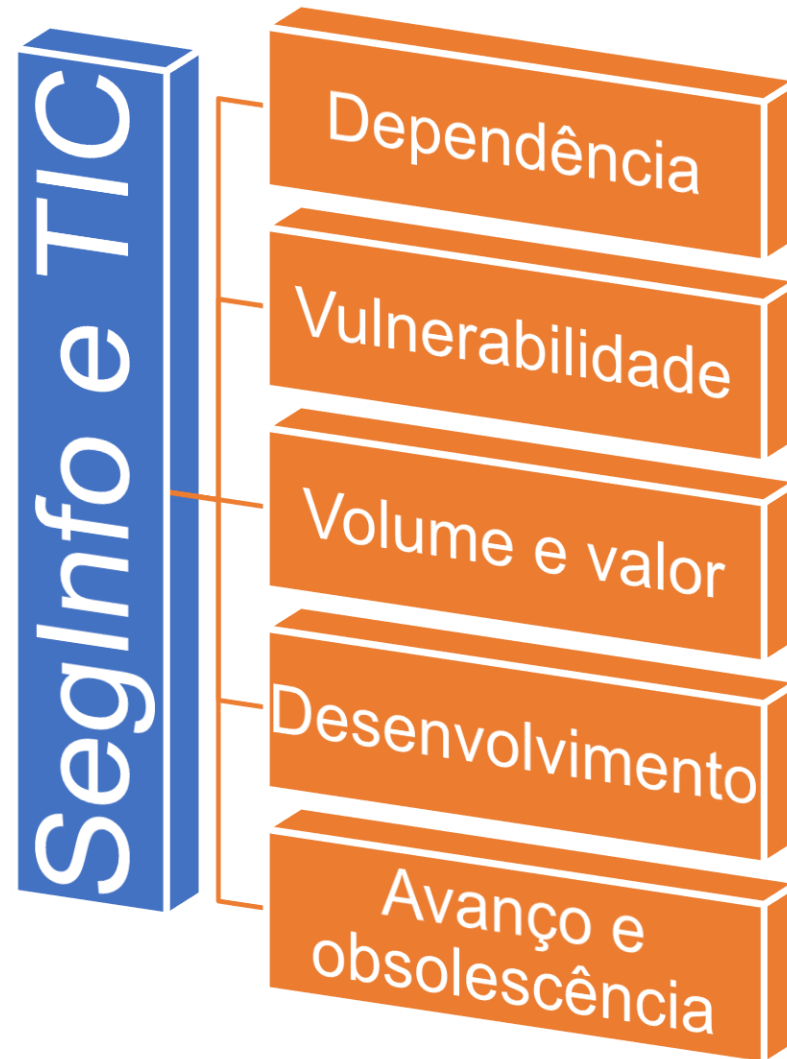 SegInfo e TIC
Dependência
Vulnerabilidade
Volume e valor
Desenvolvimento
Avanço e
obsolescência